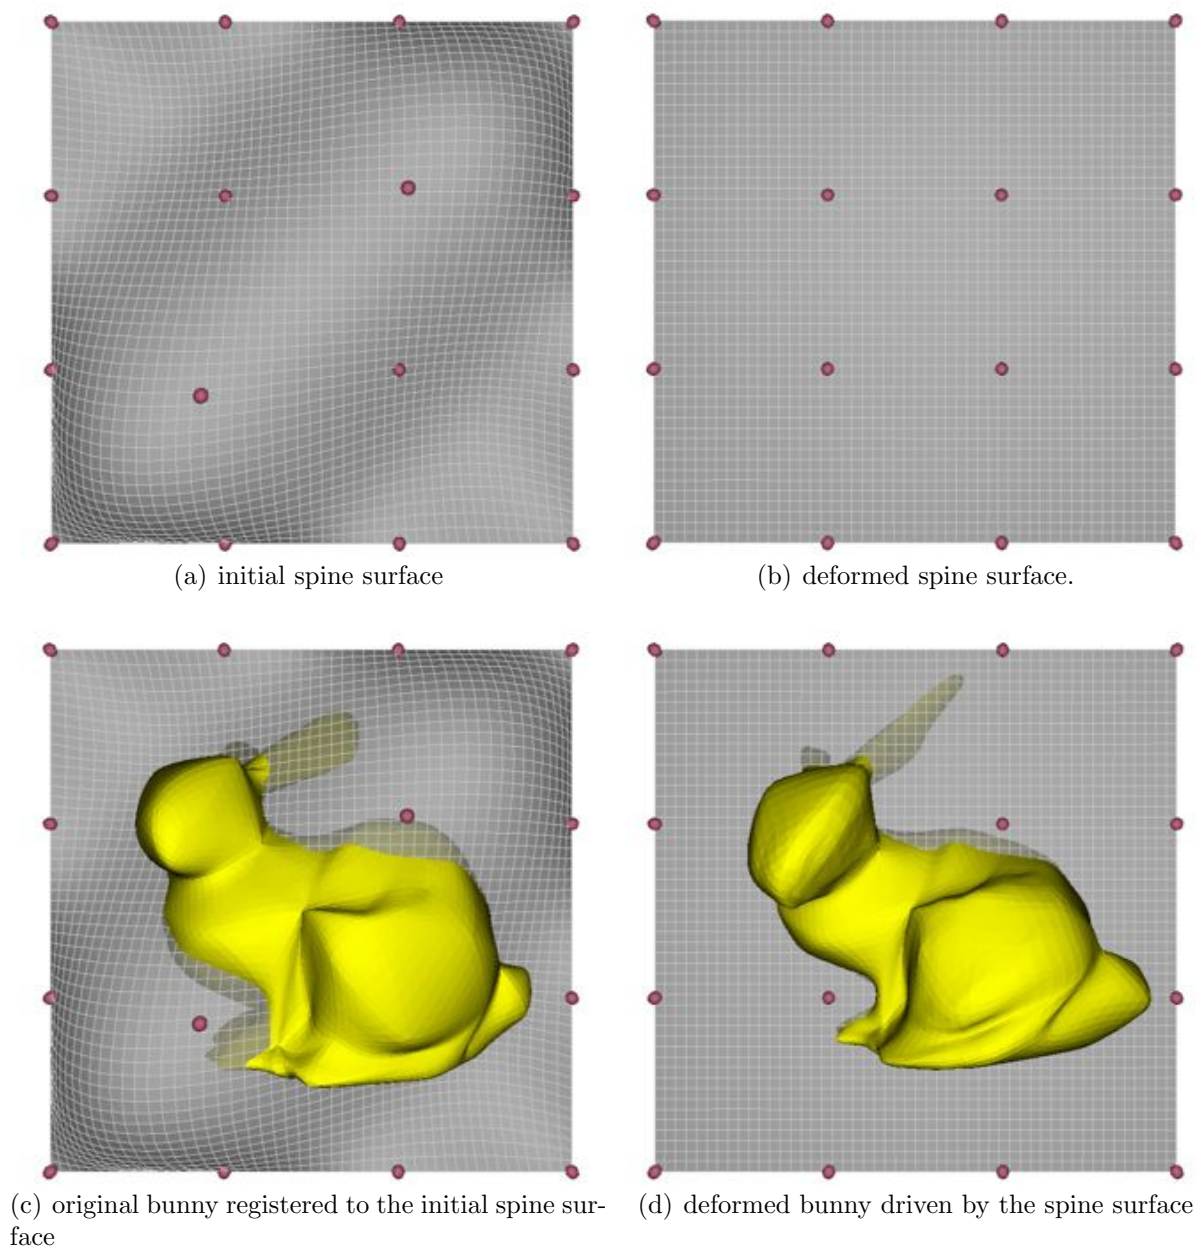 (a) initial spine surface
(b) deformed spine surface.
(c) original bunny registered to the initial spine sur-
face
(d) deformed bunny driven by the spine surface